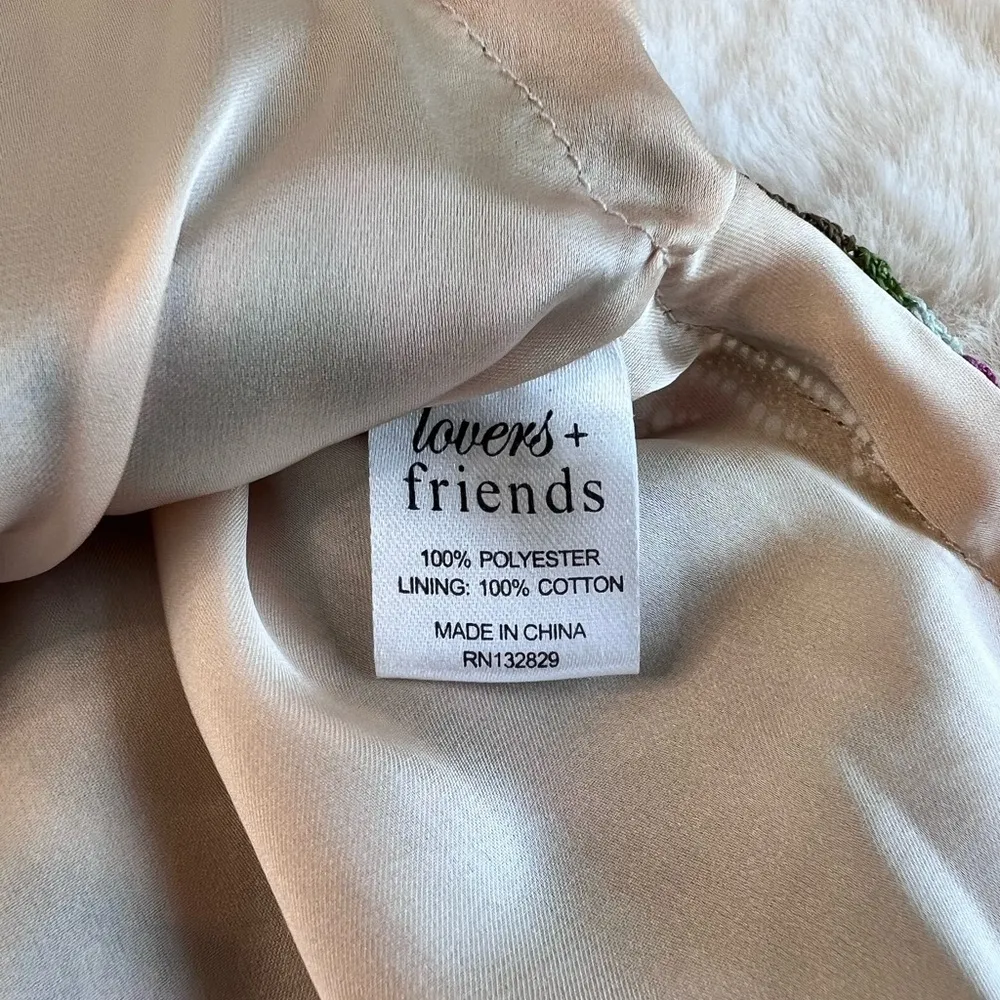 lovers +
friends
100% POLYESTER
LINING: 100% COTTON
MADE IN CHINA
RN132829